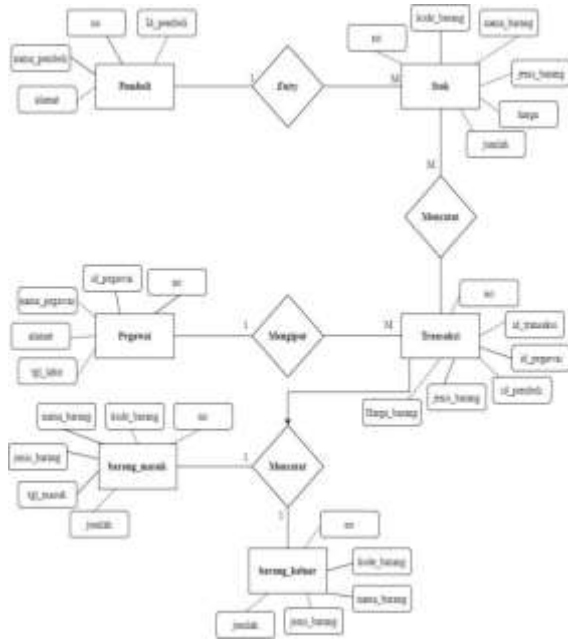 no
Id_pembeli
nama_pembeli
alamat
Pembeli
1
M
kode_barang
nama_barang
no
jenis_barang
Stok
harga
jumlah
M
Mencatat
id_pegawai
no
nama_pegawai
alamat
tgl_lahir
Pegawai
1
Menginput
M
no
id_transaksi
id_pegawai
id_pembeli
Transaksi
jenis_barang
Harga_barang
nama_barang
kode_barang
no
jenis_barang
tgl_masuk
barang_masuk
jumlah
1
Mencatat
1
no
kode_barang
nama_barang
barang_keluar
jenis_barang
jumlah